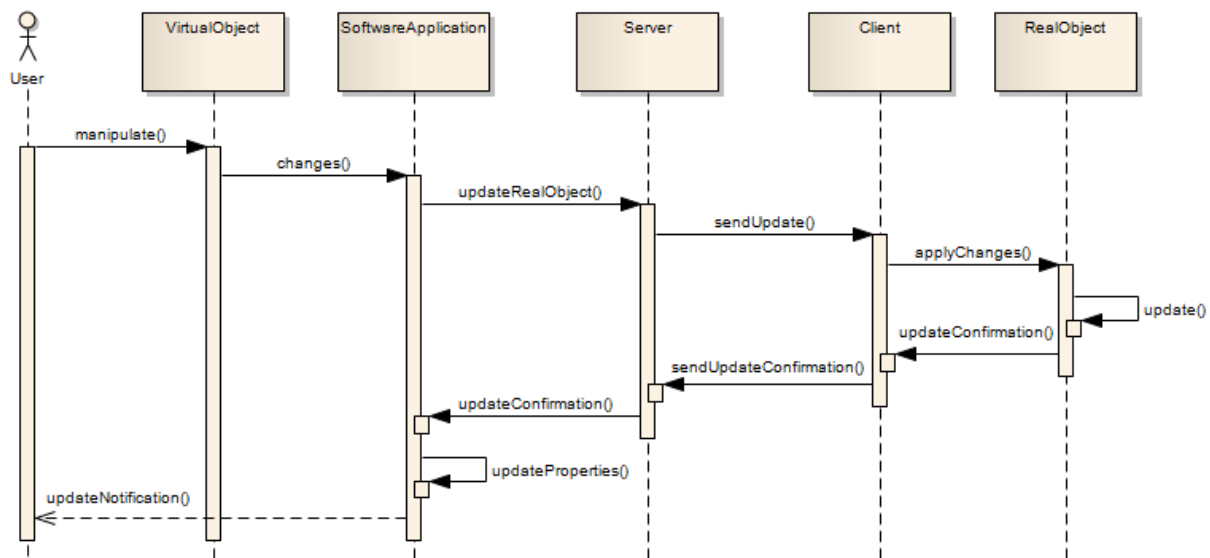 VirtualObject
SoftwareApplication
Server
Client
RealObject
User
manipulate()
changes()
updateRealObject()
sendUpdate()
applyChanges()
update()
updateConfirmation()
sendUpdateConfirmation()
updateConfirmation()
updateProperties()
updateNotification()